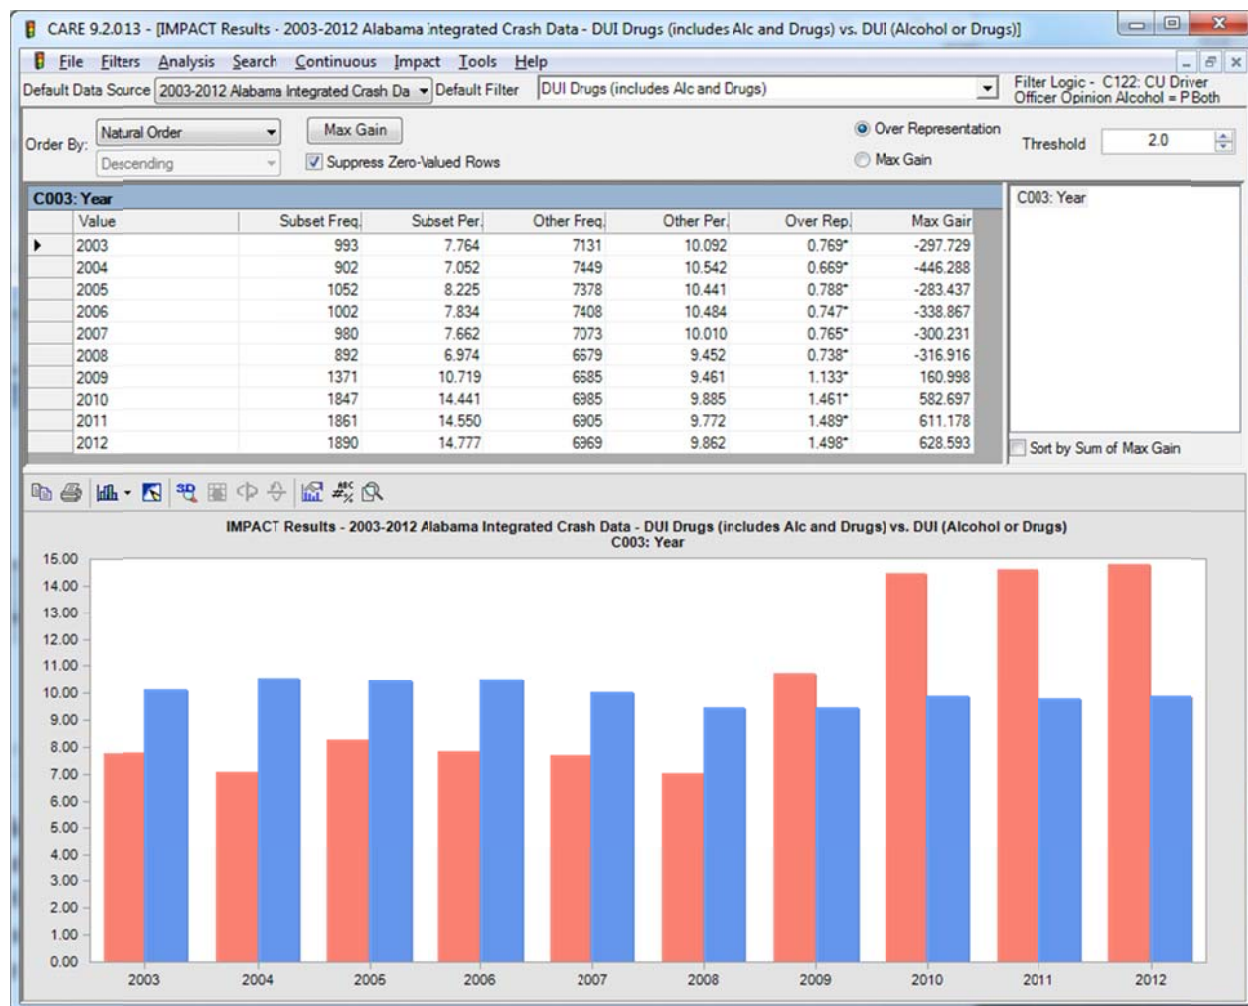 CARE 9.2.013 - [IMPACT Results - 2003-2012 Alabama Integrated Crash Data - DUI Drugs (includes Alc and Drugs) vs. DUI (Alcohol or Drugs)]
File Filters Analysis Search Continuous Impact Tools Help
Default Data Source 2003-2012 Alabama Integrated Crash Da Default Filter DUI Drugs (includes Alc and Drugs) Filter Logic - C122: CU Driver
Officer Opinion Alcohol = P Both
Order By: Natural Order Max Gain Over Representation Threshold 2.0
Descending Suppress Zero-Valued Rows Max Gain
C003: Year C003: Year
Value Subset Freq. Subset Per. Other Freq. Other Per. Over Rep. Max Gain
2003 993 7.764 7131 10.092 0.769* -297.729
2004 902 7.052 7449 10.542 0.669* -446.288
2005 1052 8.225 7378 10.441 0.788* -283.437
2006 1002 7.834 7408 10.484 0.747* -338.867
2007 980 7.662 7073 10.010 0.765* -300.231
2008 892 6.974 6679 9.452 0.738* -316.916
2009 1371 10.719 6685 9.461 1.133* 160.998
2010 1847 14.441 6985 9.885 1.461* 582.697
2011 1861 14.550 6905 9.772 1.489* 611.178
2012 1890 14.777 6969 9.862 1.498* 628.593
Sort by Sum of Max Gain
3D ABC #%
IMPACT Results - 2003-2012 Alabama Integrated Crash Data - DUI Drugs (includes Alc and Drugs) vs. DUI (Alcohol or Drugs)
C003: Year
15.00
14.00
13.00
12.00
11.00
10.00
9.00
8.00
7.00
6.00
5.00
4.00
3.00
2.00
1.00
0.00
2003 2004 2005 2006 2007 2008 2009 2010 2011 2012